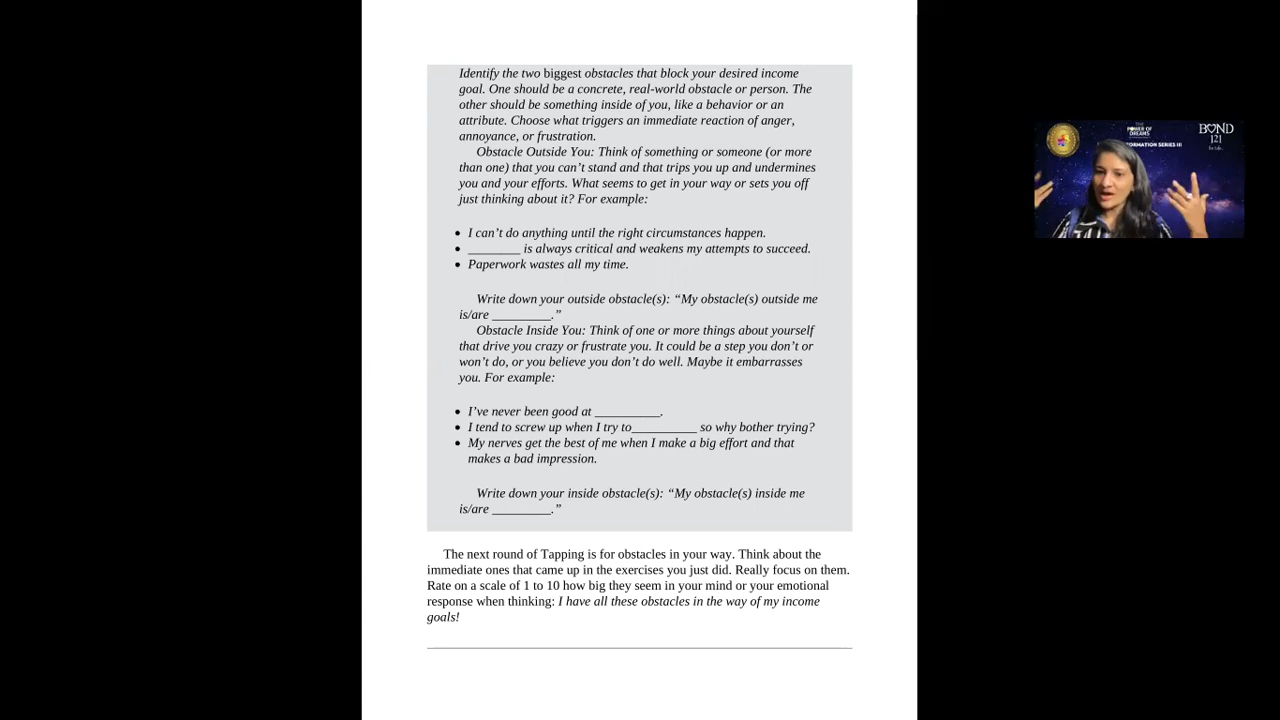 Identify the two biggest obstacles that block your desired income
goal. One should be a concrete, real-world obstacle or person. The
other should be something inside of you, like a behavior or an
attribute. Choose what triggers an immediate reaction of anger,
annoyance, or frustration.
Obstacle Outside You: Think of something or someone (or more
than one) that you can’t stand and that trips you up and undermines
you and your efforts. What seems to get in your way or sets you off
just thinking about it? For example:
• I can’t do anything until the right circumstances happen.
• ________ is always critical and weakens my attempts to succeed.
• Paperwork wastes all my time.
Write down your outside obstacle(s): “My obstacle(s) outside me
is/are _________.”
Obstacle Inside You: Think of one or more things about yourself
that drive you crazy or frustrate you. It could be a step you don’t or
won’t do, or you believe you don’t do well. Maybe it embarrasses
you. For example:
• I’ve never been good at __________.
• I tend to screw up when I try to__________ so why bother trying?
• My nerves get the best of me when I make a big effort and that
makes a bad impression.
Write down your inside obstacle(s): “My obstacle(s) inside me
is/are _________.”
The next round of Tapping is for obstacles in your way. Think about the
immediate ones that came up in the exercises you just did. Really focus on them.
Rate on a scale of 1 to 10 how big they seem in your mind or your emotional
response when thinking: I have all these obstacles in the way of my income
goals!
THE
POWER OF
DREAMS
FORMATION SERIES III
BOND
121